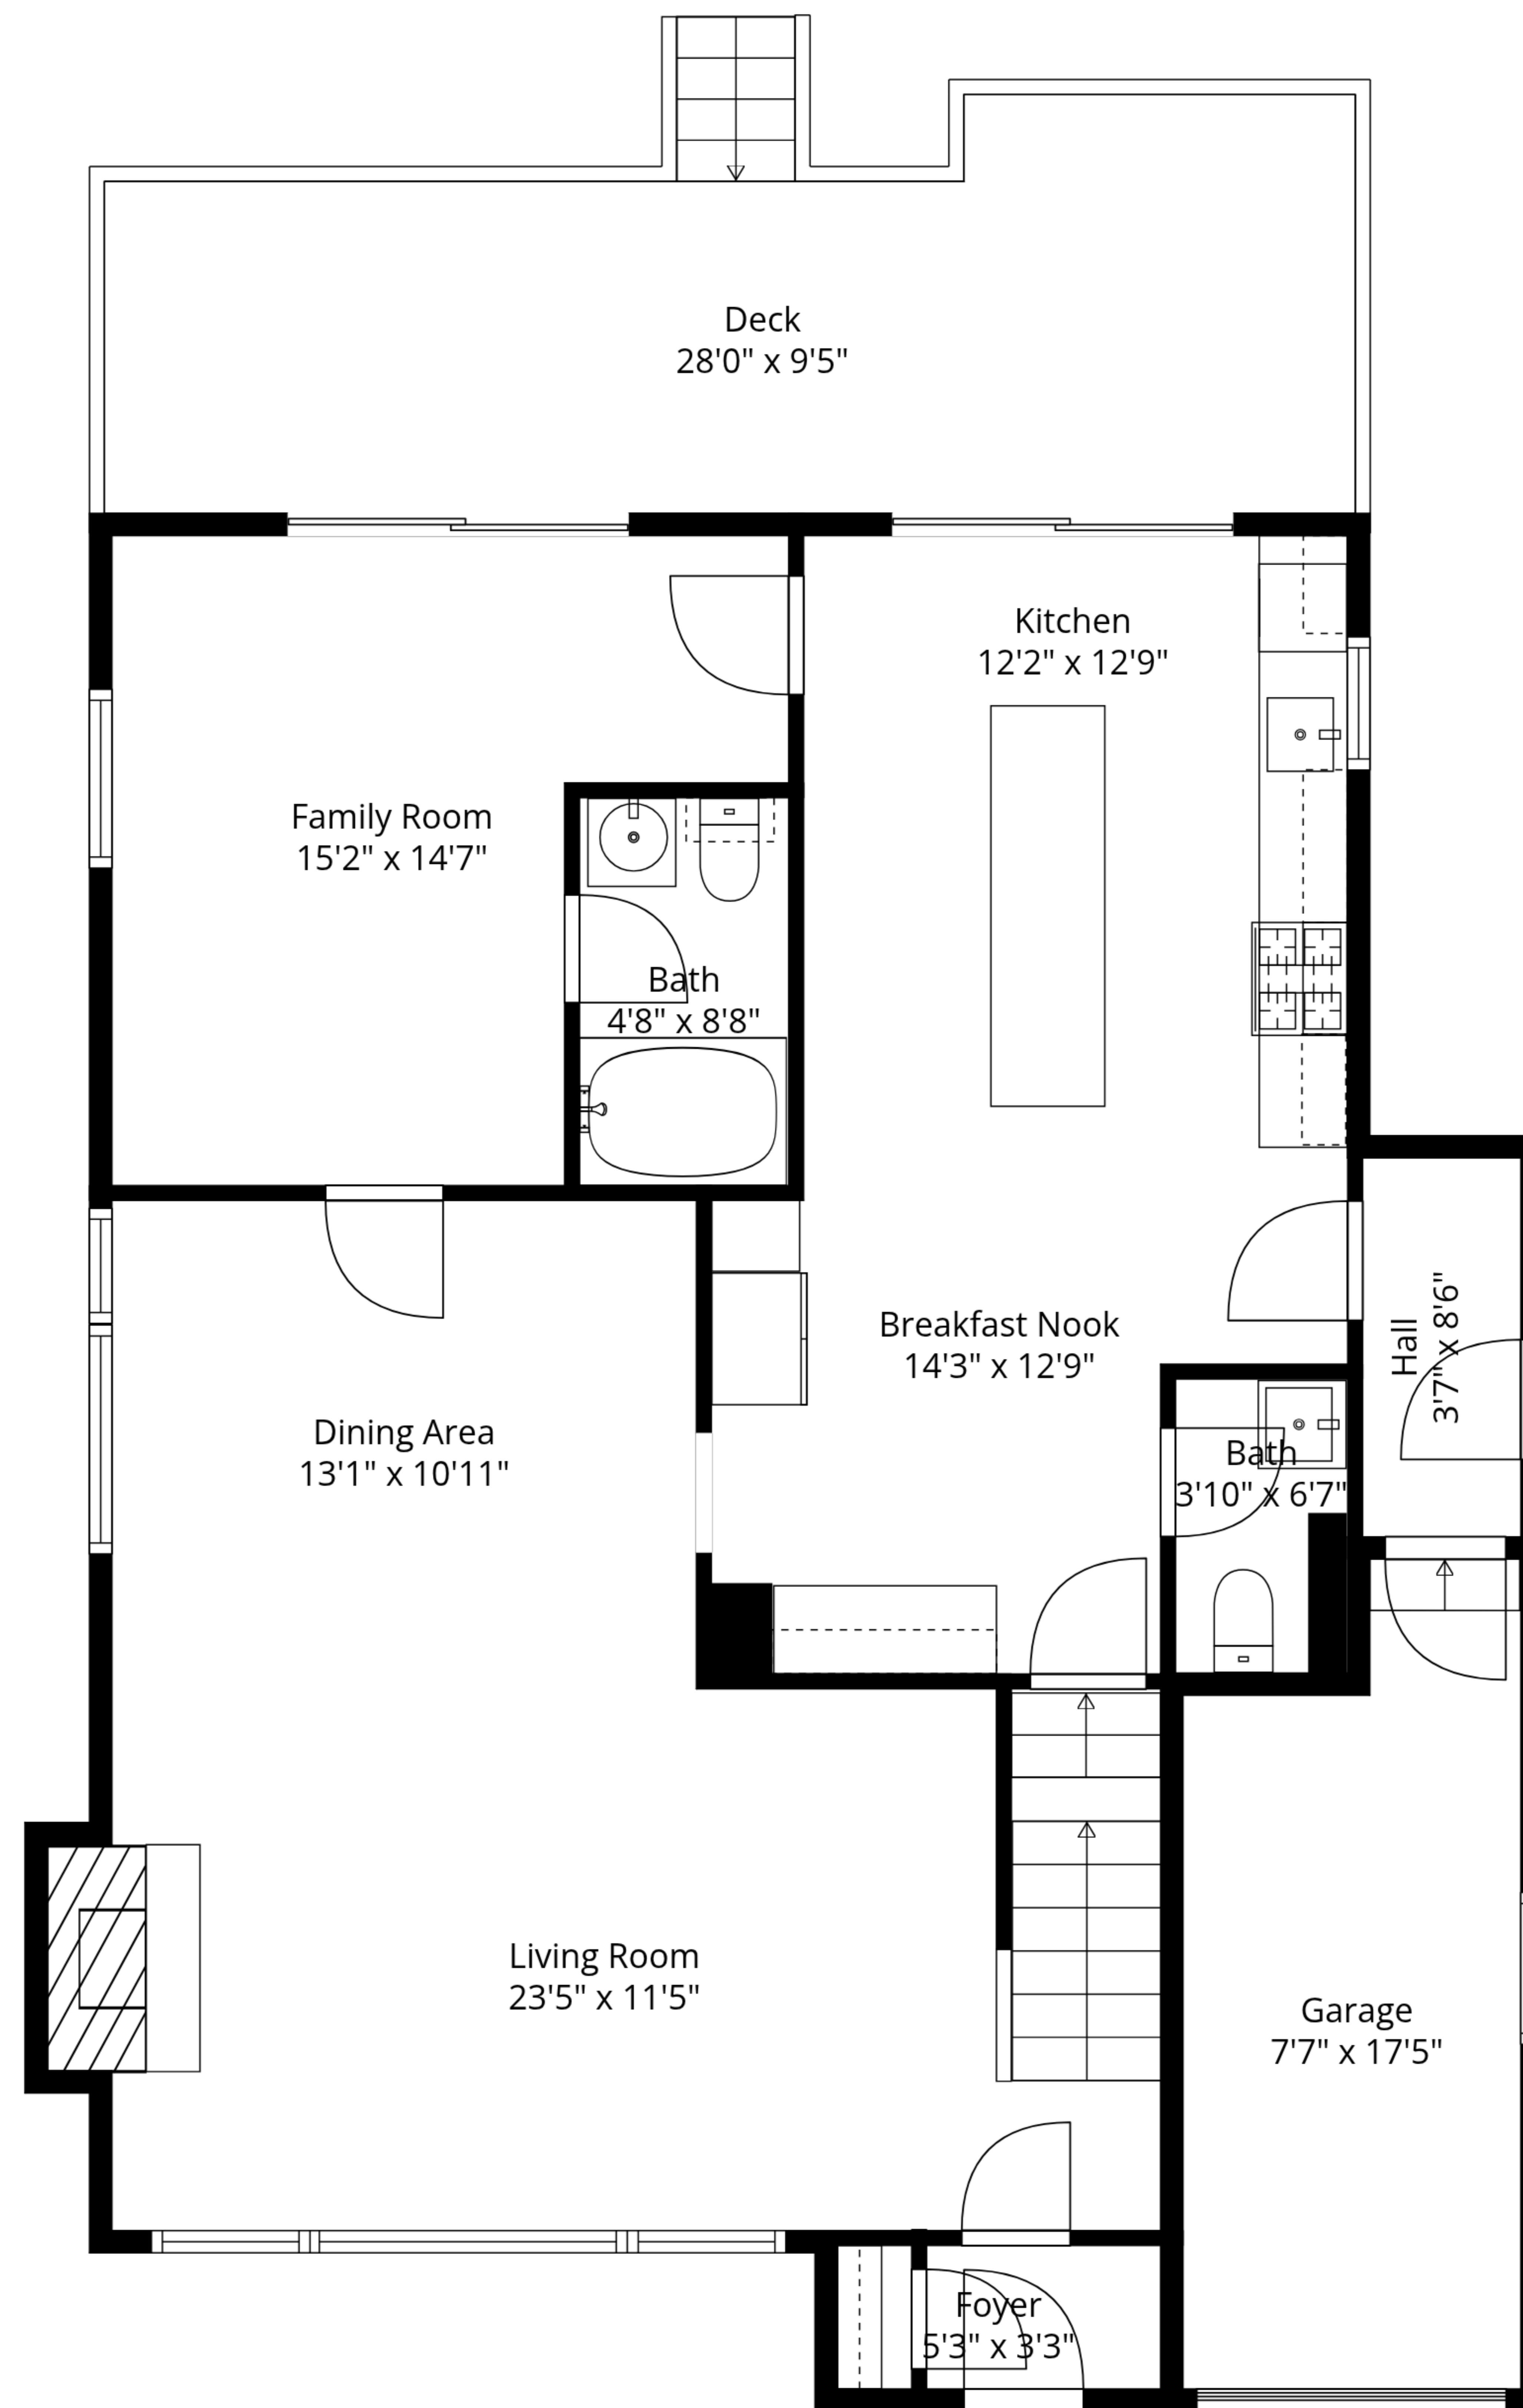 Deck
28'0" x 9'5"
Kitchen
12'2" x 12'9"
Family Room
15'2" x 14'7"
Bath
4'8" x 8'8"
Breakfast Nook
14'3" x 12'9"
Hall
3'7" x 8'6"
Dining Area
13'1" x 10'11"
Bath
3'10" x 6'7"
Living Room
23'5" x 11'5"
Garage
7'7" x 17'5"
Foyer
5'3" x 3'3"